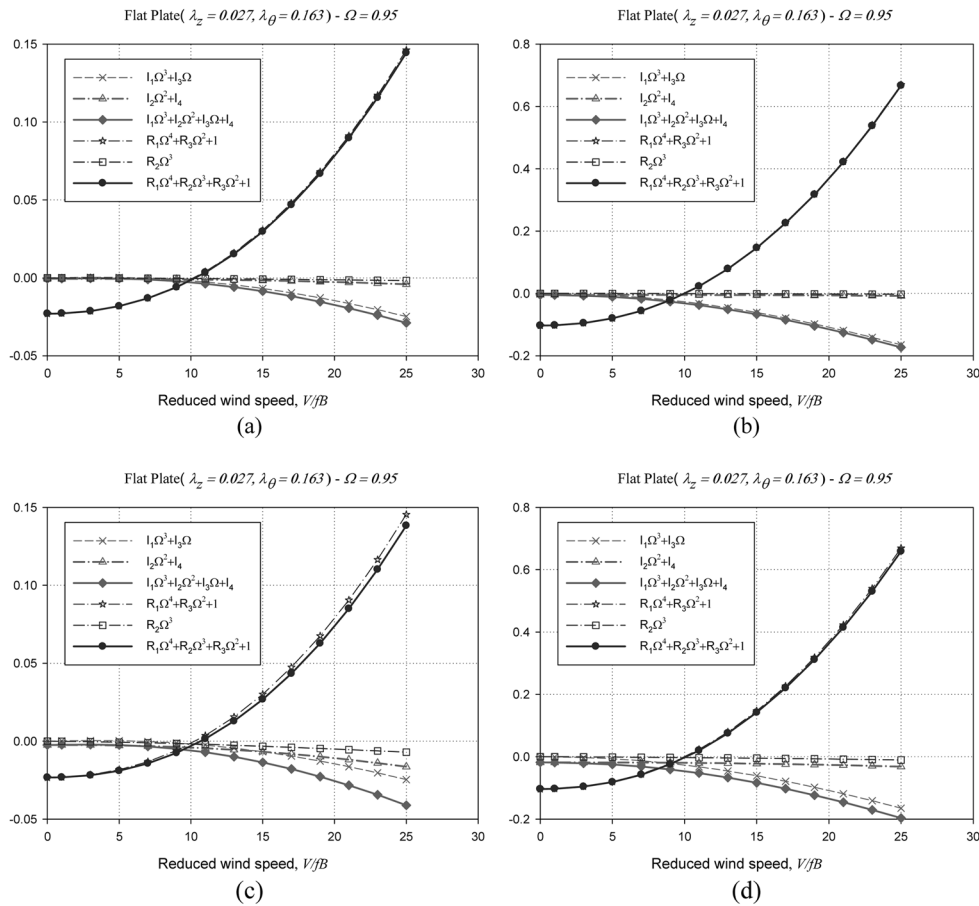 Flat Plate( λz = 0.027, λθ = 0.163 ) - Ω = 0.95
0.15
0.10
0.05
0.00
-0.05
I₁Ω³+I₃Ω
I₂Ω²+I₄
I₁Ω³+I₂Ω²+I₃Ω+I₄
R₁Ω⁴+R₃Ω²+1
R₂Ω³
R₁Ω⁴+R₂Ω³+R₃Ω²+1
0 5 10 15 20 25 30
Reduced wind speed, V/fB
(a)
Flat Plate( λz = 0.027, λθ = 0.163 ) - Ω = 0.95
0.8
0.6
0.4
0.2
0.0
-0.2
I₁Ω³+I₃Ω
I₂Ω²+I₄
I₁Ω³+I₂Ω²+I₃Ω+I₄
R₁Ω⁴+R₃Ω²+1
R₂Ω³
R₁Ω⁴+R₂Ω³+R₃Ω²+1
0 5 10 15 20 25 30
Reduced wind speed, V/fB
(b)
Flat Plate( λz = 0.027, λθ = 0.163 ) - Ω = 0.95
0.15
0.10
0.05
0.00
-0.05
I₁Ω³+I₃Ω
I₂Ω²+I₄
I₁Ω³+I₂Ω²+I₃Ω+I₄
R₁Ω⁴+R₃Ω²+1
R₂Ω³
R₁Ω⁴+R₂Ω³+R₃Ω²+1
0 5 10 15 20 25 30
Reduced wind speed, V/fB
(c)
Flat Plate( λz = 0.027, λθ = 0.163 ) - Ω = 0.95
0.8
0.6
0.4
0.2
0.0
-0.2
I₁Ω³+I₃Ω
I₂Ω²+I₄
I₁Ω³+I₂Ω²+I₃Ω+I₄
R₁Ω⁴+R₃Ω²+1
R₂Ω³
R₁Ω⁴+R₂Ω³+R₃Ω²+1
0 5 10 15 20 25 30
Reduced wind speed, V/fB
(d)